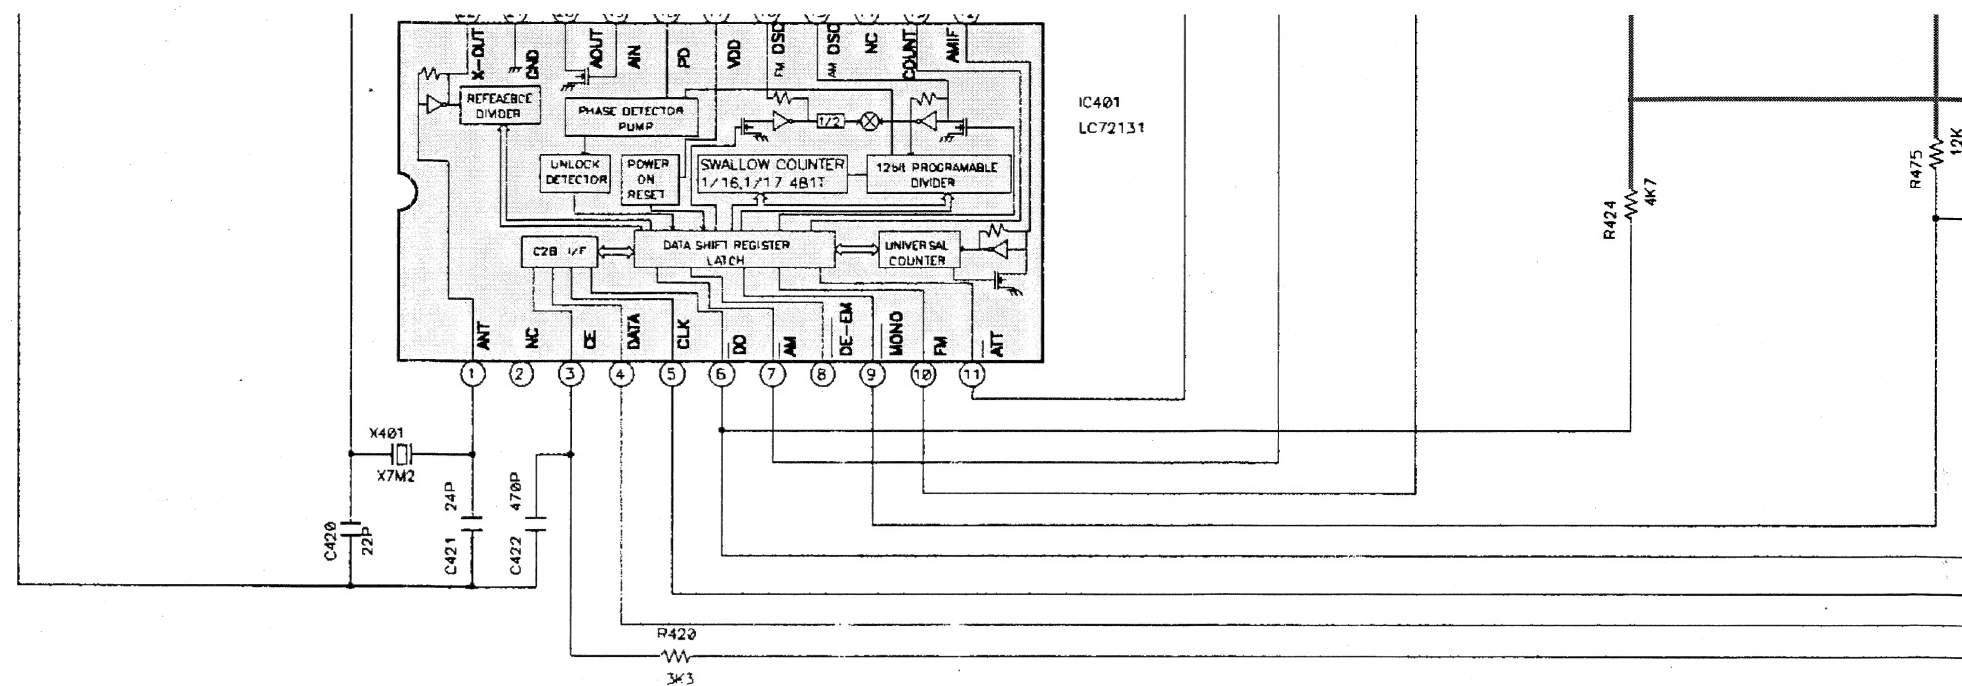 X-OUT
GND
AOUT
AIN
PD
VDD
FM OSC
AM OSC
NC
COUNT
AMIF
REFEAEBCE
DIVIDER
PHASE DETECTOR
PUMP
1/2
UNLOCK
DETECTOR
POWER
ON
RESET
SWALLOW COUNTER
1/16,1/17 4B1T
12bit PROGRAMABLE
DIVIDER
C2B I/F
DATA SHIFT REGISTER
LATCH
UNIVERSAL
COUNTER
ANT
NC
CE
DATA
CLK
DO
AM
DE-EM
MONO
FM
ATT
1
2
3
4
5
6
7
8
9
10
11
IC401
LC72131
R424
4K7
R475
12K
X401
X7M2
C420
22P
C421
24P
C422
470P
R420
3K3